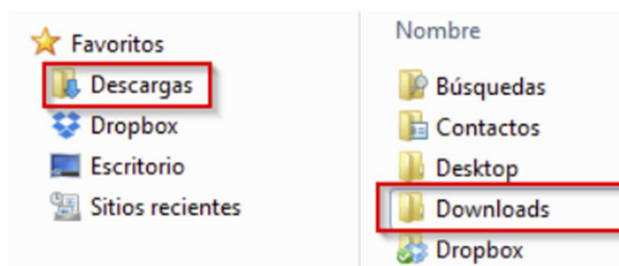 Favoritos
Descargas
Dropbox
Escritorio
Sitios recientes
Nombre
Búsquedas
Contactos
Desktop
Downloads
Dropbox